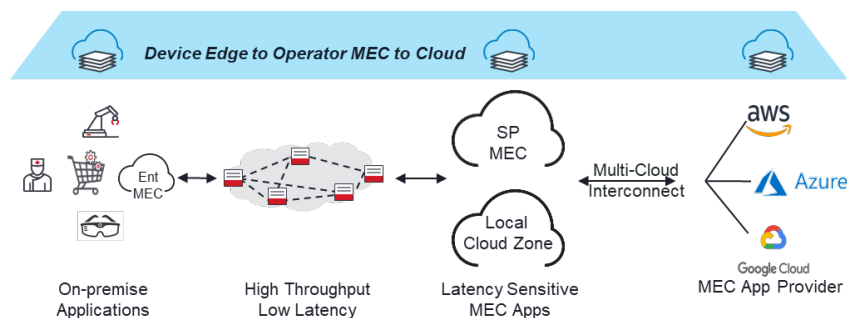 Device Edge to Operator MEC to Cloud
Ent
MEC
SP
MEC
Local
Cloud Zone
Multi-Cloud
Interconnect
aws
Azure
Google Cloud
On-premise
Applications
High Throughput
Low Latency
Latency Sensitive
MEC Apps
MEC App Provider